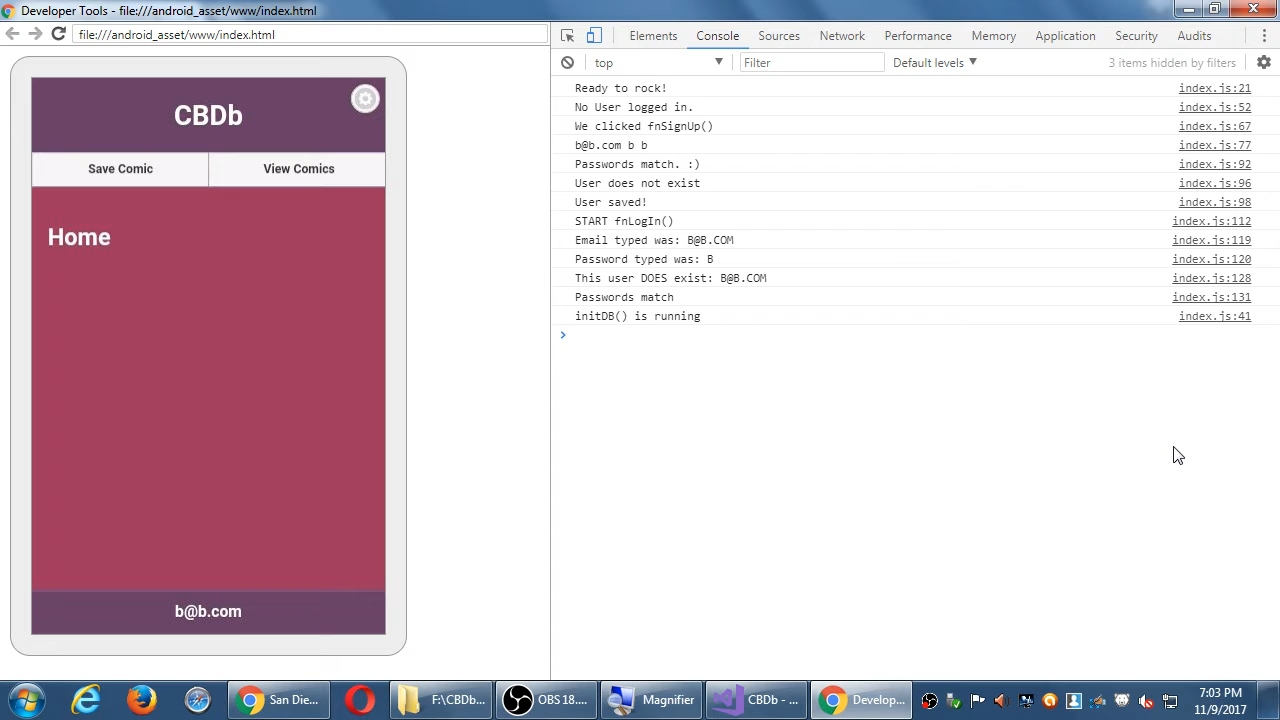 Developer Tools - file:///android_asset/www/index.html
file:///android_asset/www/index.html
Elements Console Sources Network Performance Memory Application Security Audits
top Filter Default levels 3 items hidden by filters
CBDb
Save Comic View Comics
Home
b@b.com
Ready to rock! index.js:21
No User logged in. index.js:52
We clicked fnSignUp() index.js:67
b@b.com b b index.js:77
Passwords match. :) index.js:92
User does not exist index.js:96
User saved! index.js:98
START fnLogIn() index.js:112
Email typed was: B@B.COM index.js:119
Password typed was: B index.js:120
This user DOES exist: B@B.COM index.js:128
Passwords match index.js:131
initDB() is running index.js:41
>
San Die... F:\CBDb... OBS 18.... Magnifier CBDb - ... Develop...
7:03 PM
11/9/2017